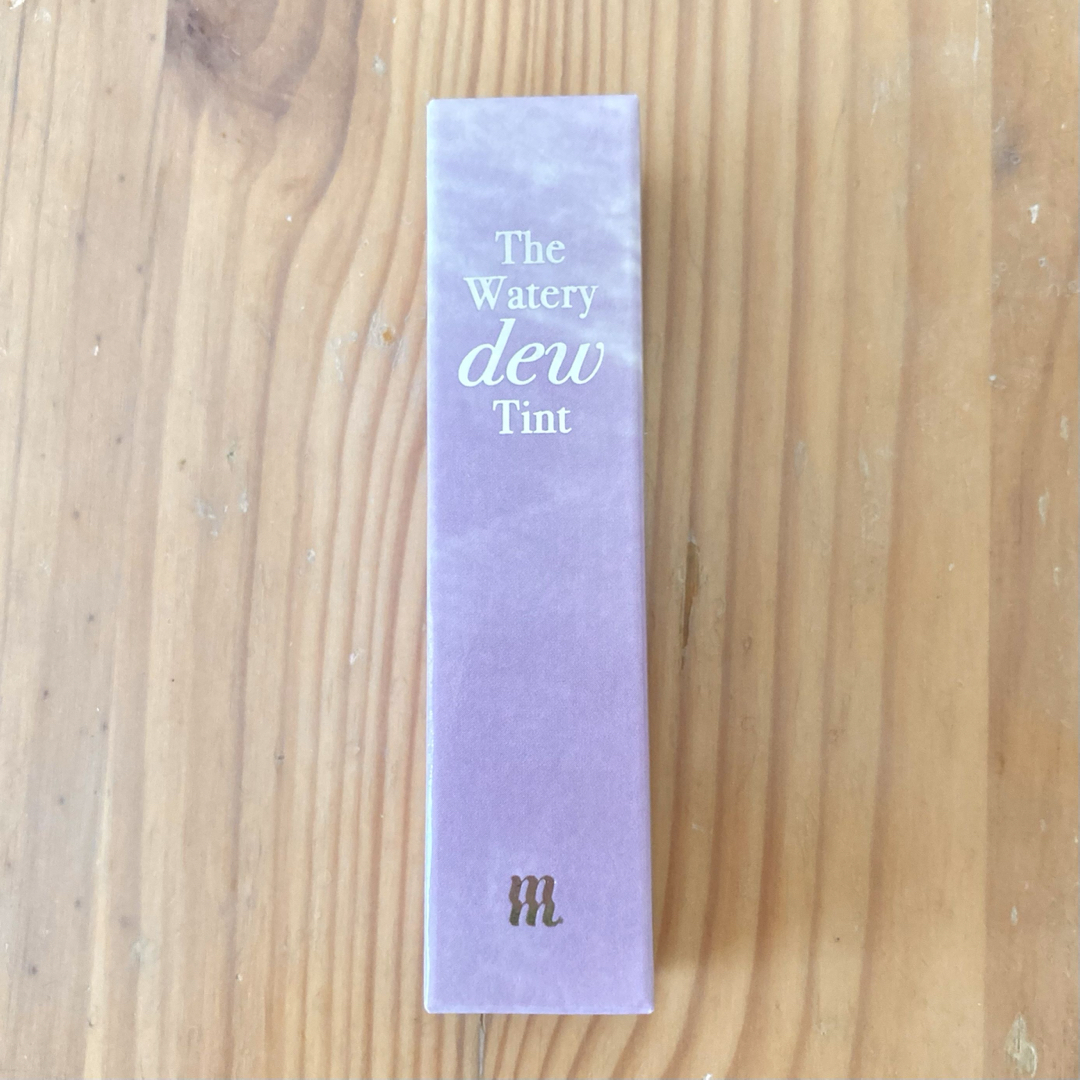 The
Watery
dew
Tint
m